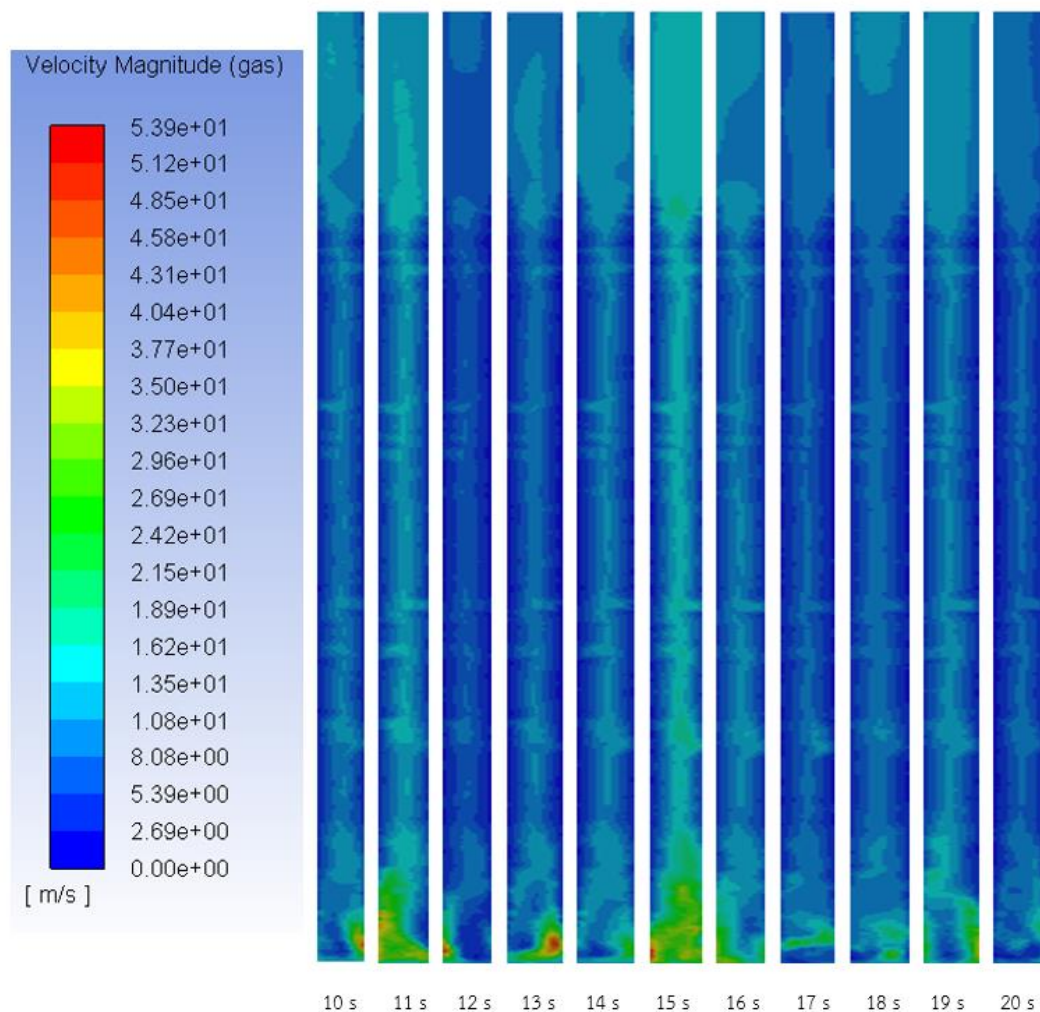 Velocity Magnitude (gas)
5.39e+01
5.12e+01
4.85e+01
4.58e+01
4.31e+01
4.04e+01
3.77e+01
3.50e+01
3.23e+01
2.96e+01
2.69e+01
2.42e+01
2.15e+01
1.89e+01
1.62e+01
1.35e+01
1.08e+01
8.08e+00
5.39e+00
2.69e+00
0.00e+00
[ m/s ]
10 s 11 s 12 s 13 s 14 s 15 s 16 s 17 s 18 s 19 s 20 s